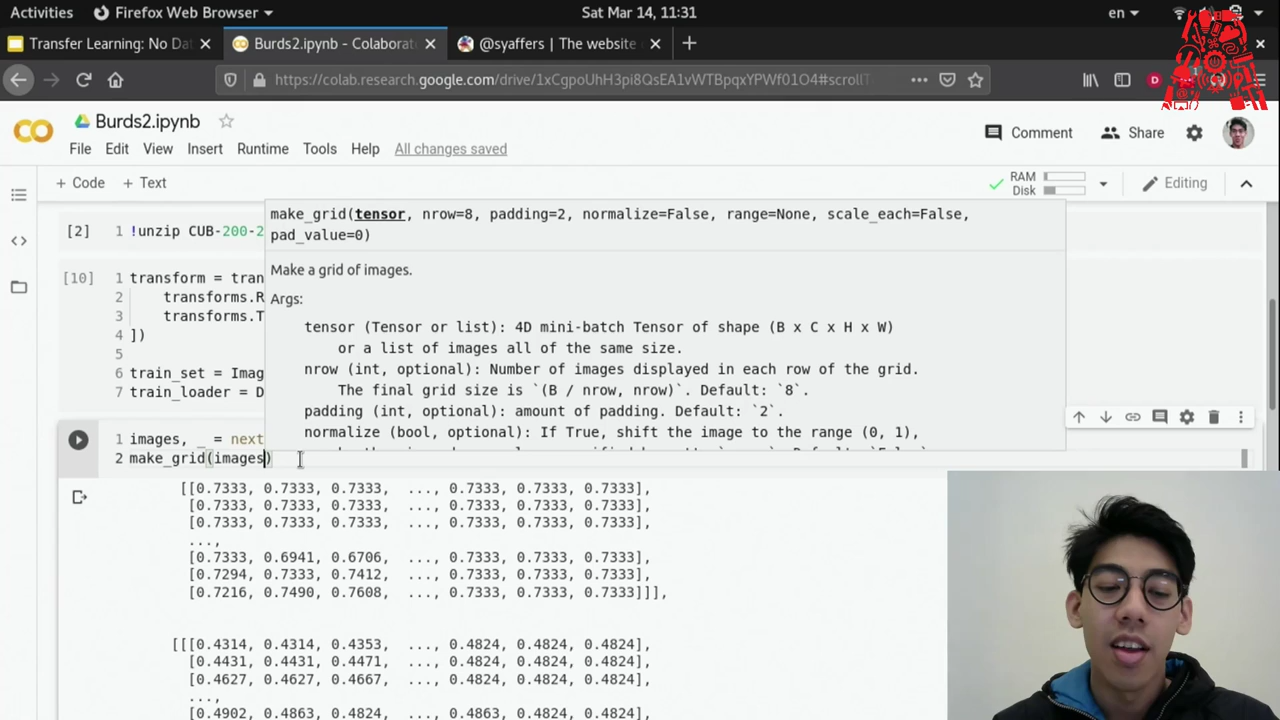 Activities
Firefox Web Browser
Sat Mar 14, 11:31
en
Transfer Learning: No Da
Burds2.ipynb - Colaborat
@syaffers | The website
https://colab.research.google.com/drive/1xCgpoUhH3pi8QsEA1vWTBpqxYPWf01O4#scroll
Burds2.ipynb
Comment
Share
File Edit View Insert Runtime Tools Help All changes saved
+ Code + Text
RAM
Disk
Editing
make_grid(tensor, nrow=8, padding=2, normalize=False, range=None, scale_each=False,
pad_value=0)
[2] 1 !unzip CUB-200-2
Make a grid of images.
Args:
tensor (Tensor or list): 4D mini-batch Tensor of shape (B x C x H x W)
or a list of images all of the same size.
nrow (int, optional): Number of images displayed in each row of the grid.
The final grid size is `(B / nrow, nrow)`. Default: `8`.
padding (int, optional): amount of padding. Default: `2`.
normalize (bool, optional): If True, shift the image to the range (0, 1),
[10] 1 transform = tran
2 transforms.R
3 transforms.T
4 ])
5
6 train_set = Imag
7 train_loader = D
1 images, _ = next
2 make_grid(images)
[[0.7333, 0.7333, 0.7333, ..., 0.7333, 0.7333, 0.7333],
[0.7333, 0.7333, 0.7333, ..., 0.7333, 0.7333, 0.7333],
[0.7333, 0.7333, 0.7333, ..., 0.7333, 0.7333, 0.7333],
...,
[0.7333, 0.6941, 0.6706, ..., 0.7333, 0.7333, 0.7333],
[0.7294, 0.7333, 0.7412, ..., 0.7333, 0.7333, 0.7333],
[0.7216, 0.7490, 0.7608, ..., 0.7333, 0.7333, 0.7333]]],
[[[0.4314, 0.4314, 0.4353, ..., 0.4824, 0.4824, 0.4824],
[0.4431, 0.4431, 0.4471, ..., 0.4824, 0.4824, 0.4824],
[0.4627, 0.4627, 0.4667, ..., 0.4824, 0.4824, 0.4824],
...,
[0.4902, 0.4863, 0.4824, ..., 0.4863, 0.4824, 0.4824],